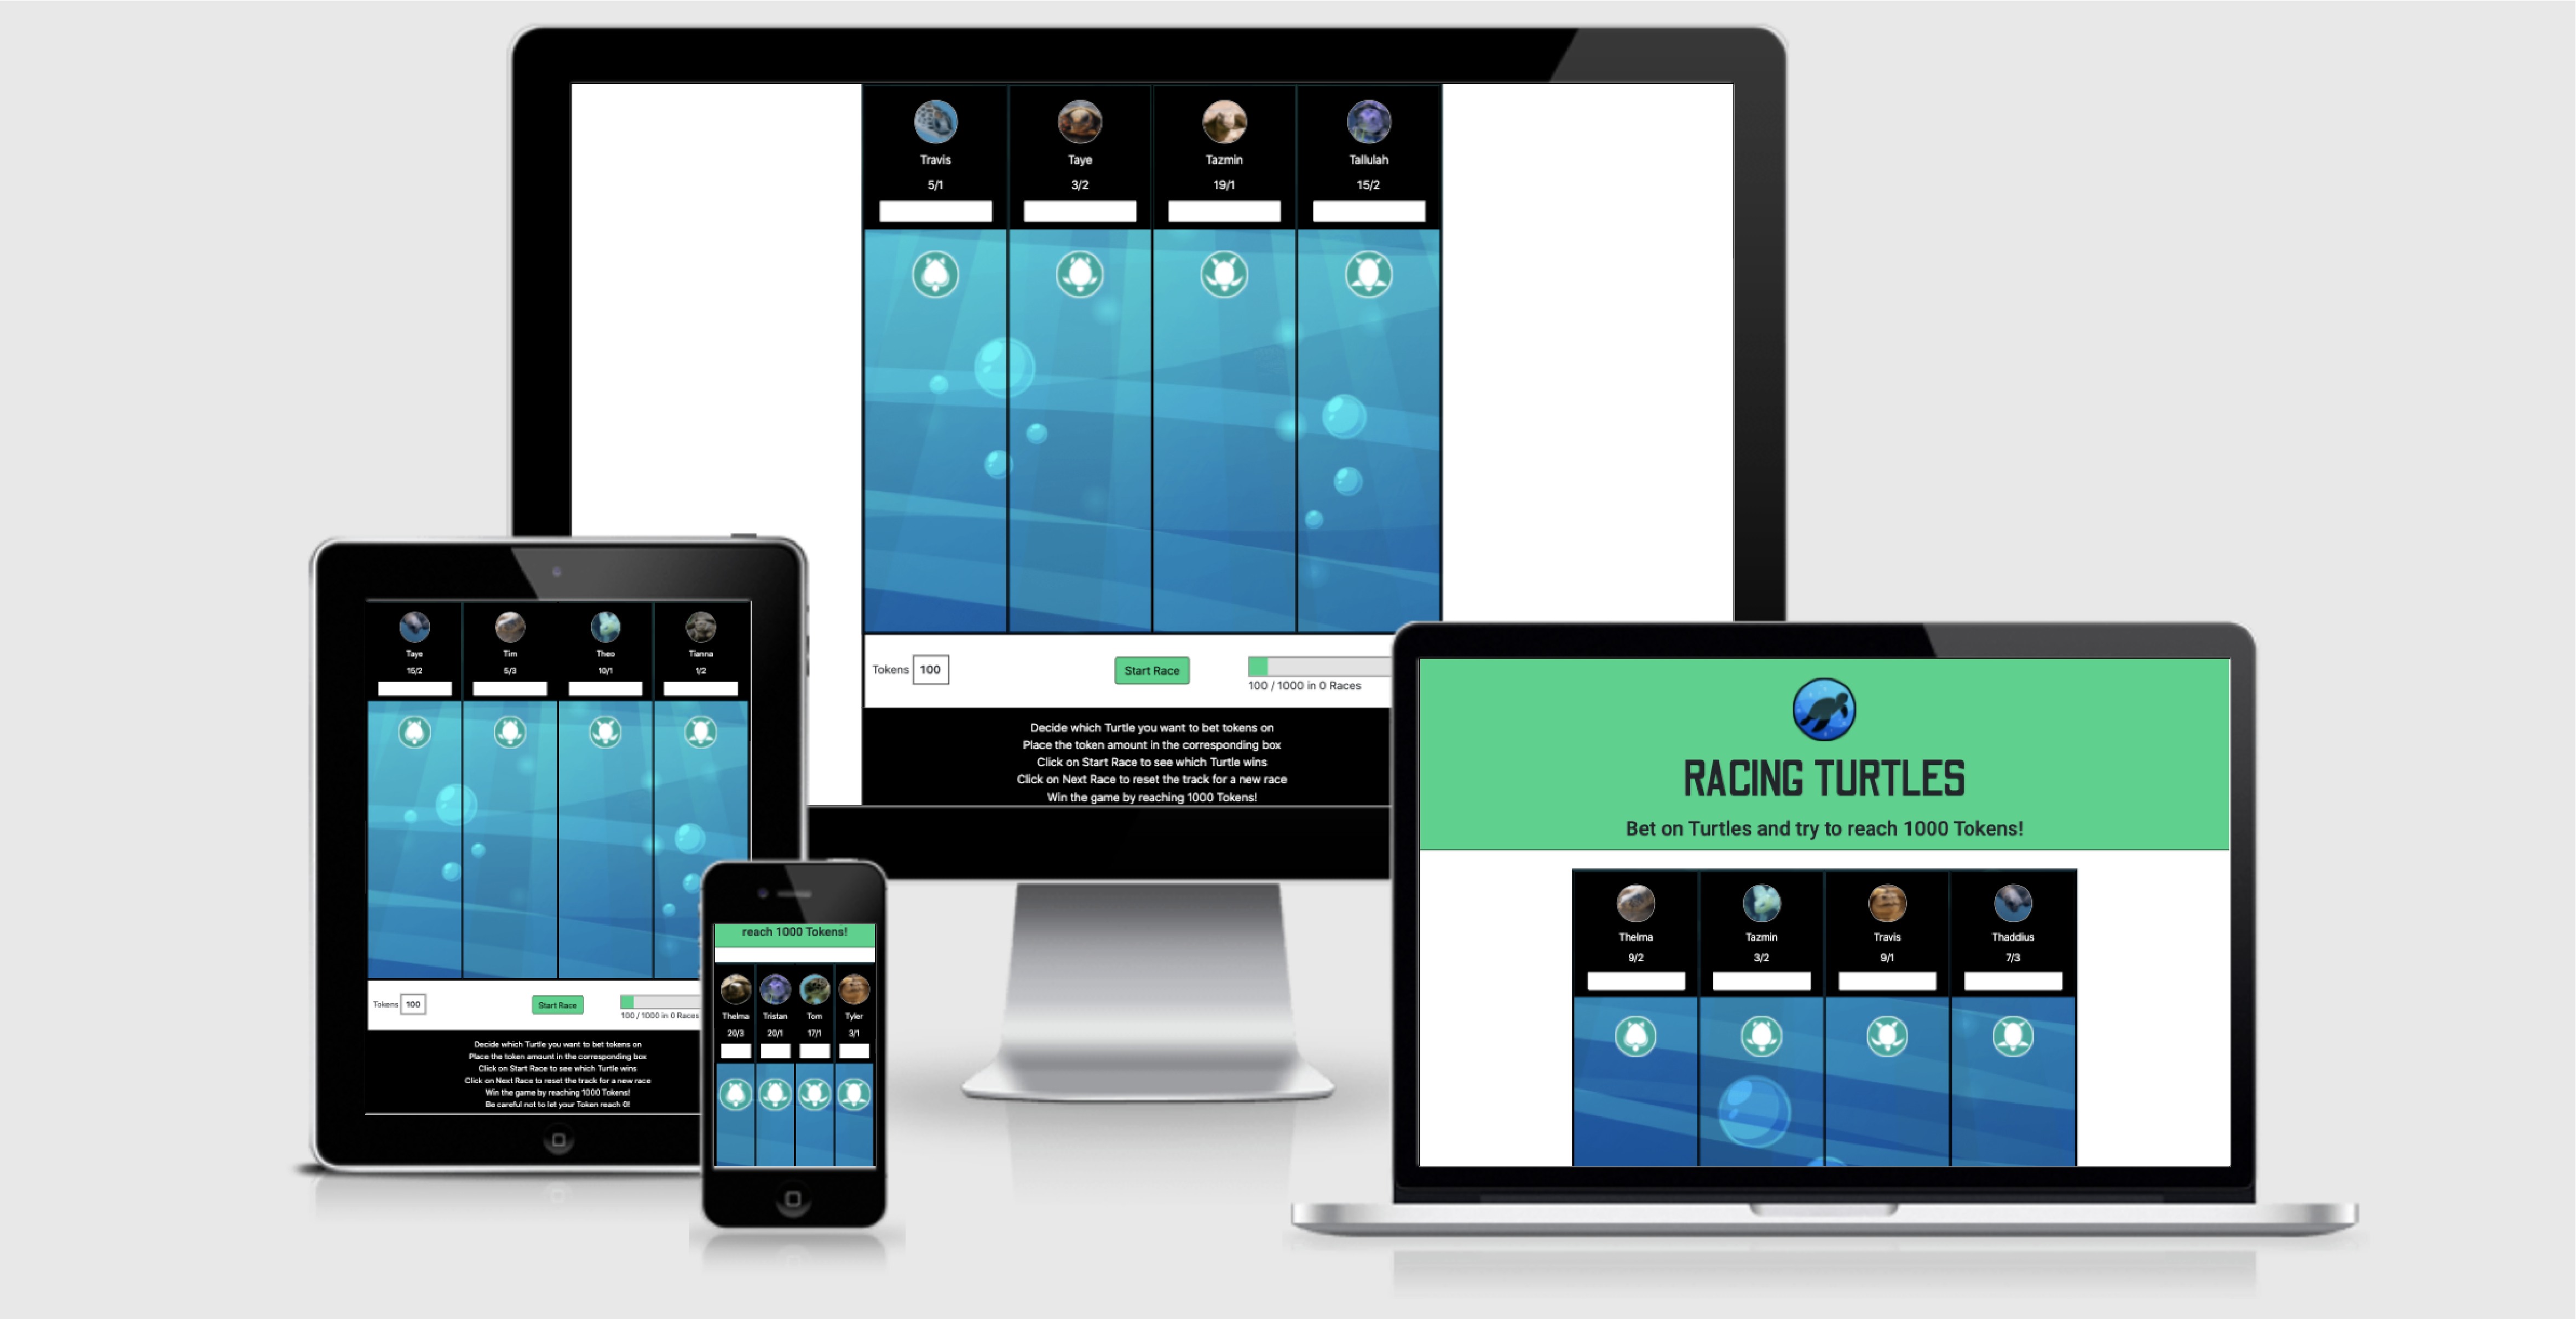 Travis Taye Tazmin Tallulah
5/1 3/2 19/1 15/2
Tokens 100 Start Race
100 / 1000 in 0 Races
Decide which Turtle you want to bet tokens on
Place the token amount in the corresponding box
Click on Start Race to see which Turtle wins
Click on Next Race to reset the track for a new race
Win the game by reaching 1000 Tokens!
Taye Tim Theo Tianna
15/2 5/3 10/1 1/2
Tokens 100 Start Race
100 / 1000 in 0 Races
Decide which Turtle you want to bet tokens on
Place the token amount in the corresponding box
Click on Start Race to see which Turtle wins
Click on Next Race to reset the track for a new race
Win the game by reaching 1000 Tokens!
Be careful not to let your Token reach 0!
reach 1000 Tokens!
Thelma Tristan Tom Tyler
20/3 20/1 17/1 3/1
RACING TURTLES
Bet on Turtles and try to reach 1000 Tokens!
Thelma Tazmin Travis Thaddius
9/2 3/2 9/1 7/3